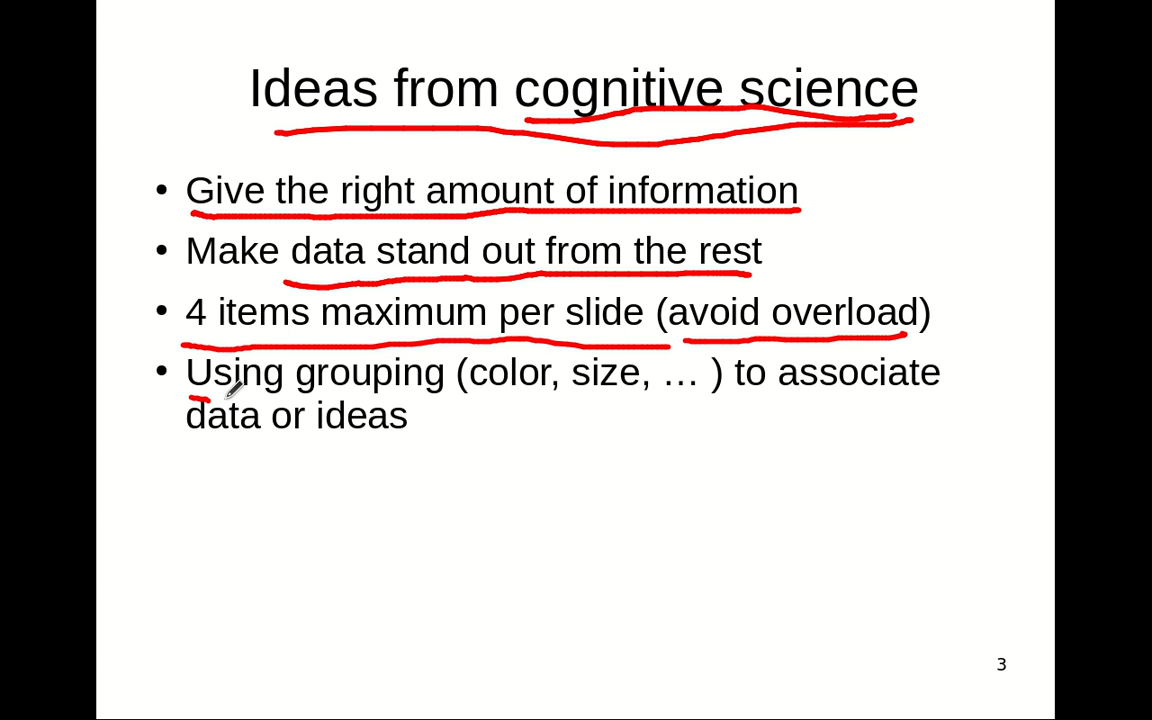 Ideas from cognitive science
• Give the right amount of information
• Make data stand out from the rest
• 4 items maximum per slide (avoid overload)
• Using grouping (color, size, … ) to associate
data or ideas
3